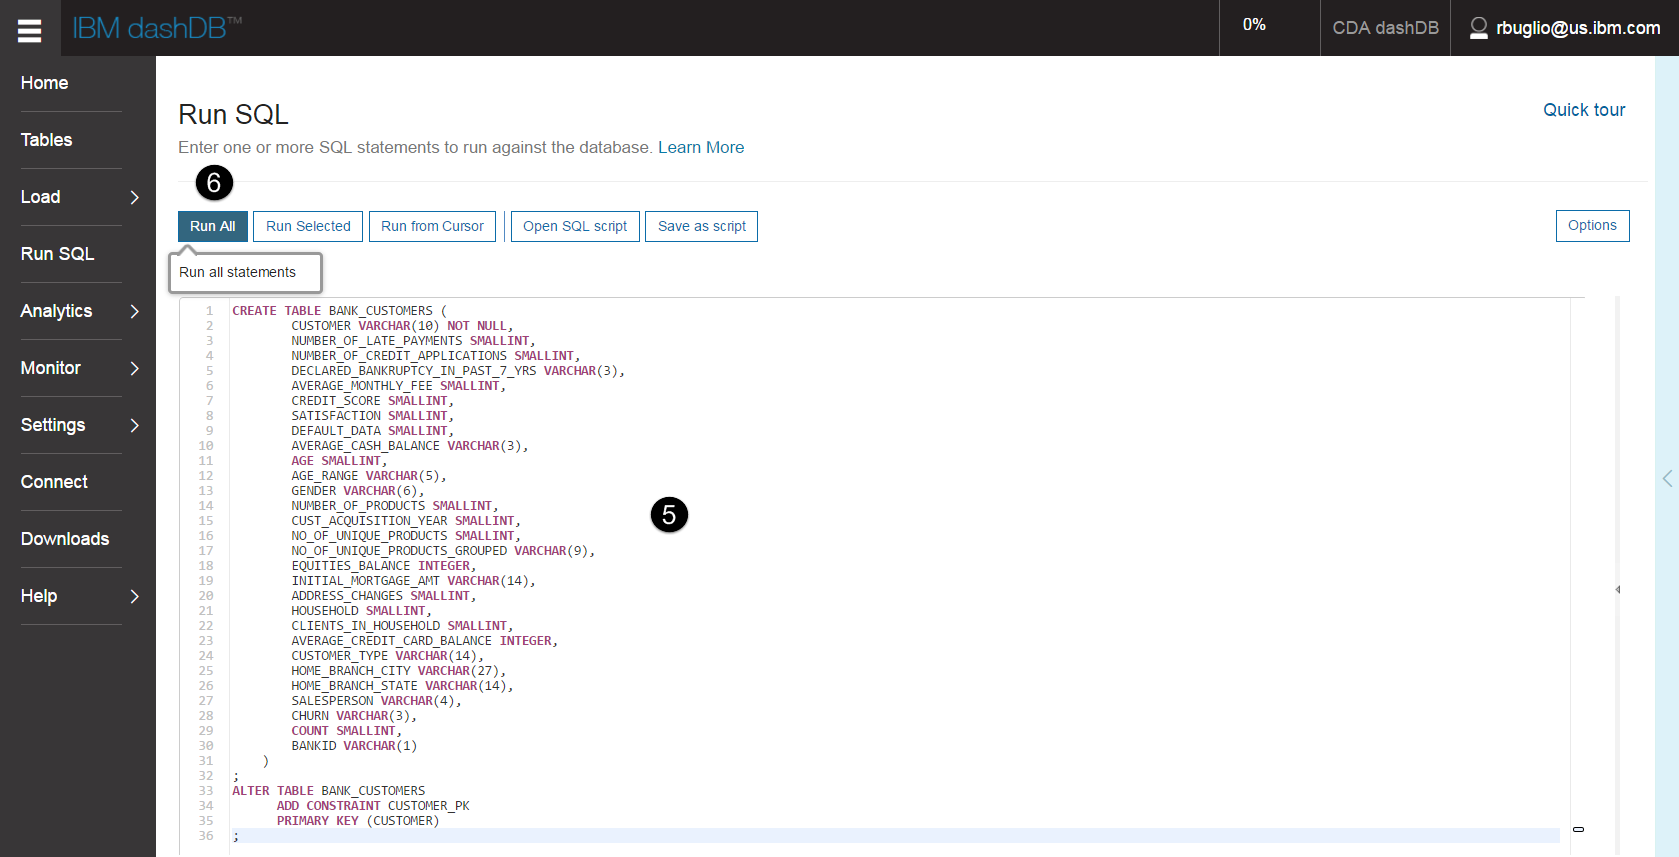 IBM dashDB™
0%
CDA dashDB
rbuglio@us.ibm.com
Home
Tables
Load
Run SQL
Analytics
Monitor
Settings
Connect
Downloads
Help
Run SQL
Quick tour
Enter one or more SQL statements to run against the database. Learn More
6
Run All
Run Selected
Run from Cursor
Open SQL script
Save as script
Options
Run all statements
1 CREATE TABLE BANK_CUSTOMERS (
2 CUSTOMER VARCHAR(10) NOT NULL,
3 NUMBER_OF_LATE_PAYMENTS SMALLINT,
4 NUMBER_OF_CREDIT_APPLICATIONS SMALLINT,
5 DECLARED_BANKRUPTCY_IN_PAST_7_YRS VARCHAR(3),
6 AVERAGE_MONTHLY_FEE SMALLINT,
7 CREDIT_SCORE SMALLINT,
8 SATISFACTION SMALLINT,
9 DEFAULT_DATA SMALLINT,
10 AVERAGE_CASH_BALANCE VARCHAR(3),
11 AGE SMALLINT,
12 AGE_RANGE VARCHAR(5),
13 GENDER VARCHAR(6),
14 NUMBER_OF_PRODUCTS SMALLINT,
15 CUST_ACQUISITION_YEAR SMALLINT,
16 NO_OF_UNIQUE_PRODUCTS SMALLINT,
17 NO_OF_UNIQUE_PRODUCTS_GROUPED VARCHAR(9),
18 EQUITIES_BALANCE INTEGER,
19 INITIAL_MORTGAGE_AMT VARCHAR(14),
20 ADDRESS_CHANGES SMALLINT,
21 HOUSEHOLD SMALLINT,
22 CLIENTS_IN_HOUSEHOLD SMALLINT,
23 AVERAGE_CREDIT_CARD_BALANCE INTEGER,
24 CUSTOMER_TYPE VARCHAR(14),
25 HOME_BRANCH_CITY VARCHAR(27),
26 HOME_BRANCH_STATE VARCHAR(14),
27 SALESPERSON VARCHAR(4),
28 CHURN VARCHAR(3),
29 COUNT SMALLINT,
30 BANKID VARCHAR(1)
31 )
32 ;
33 ALTER TABLE BANK_CUSTOMERS
34 ADD CONSTRAINT CUSTOMER_PK
35 PRIMARY KEY (CUSTOMER)
36 ;
5